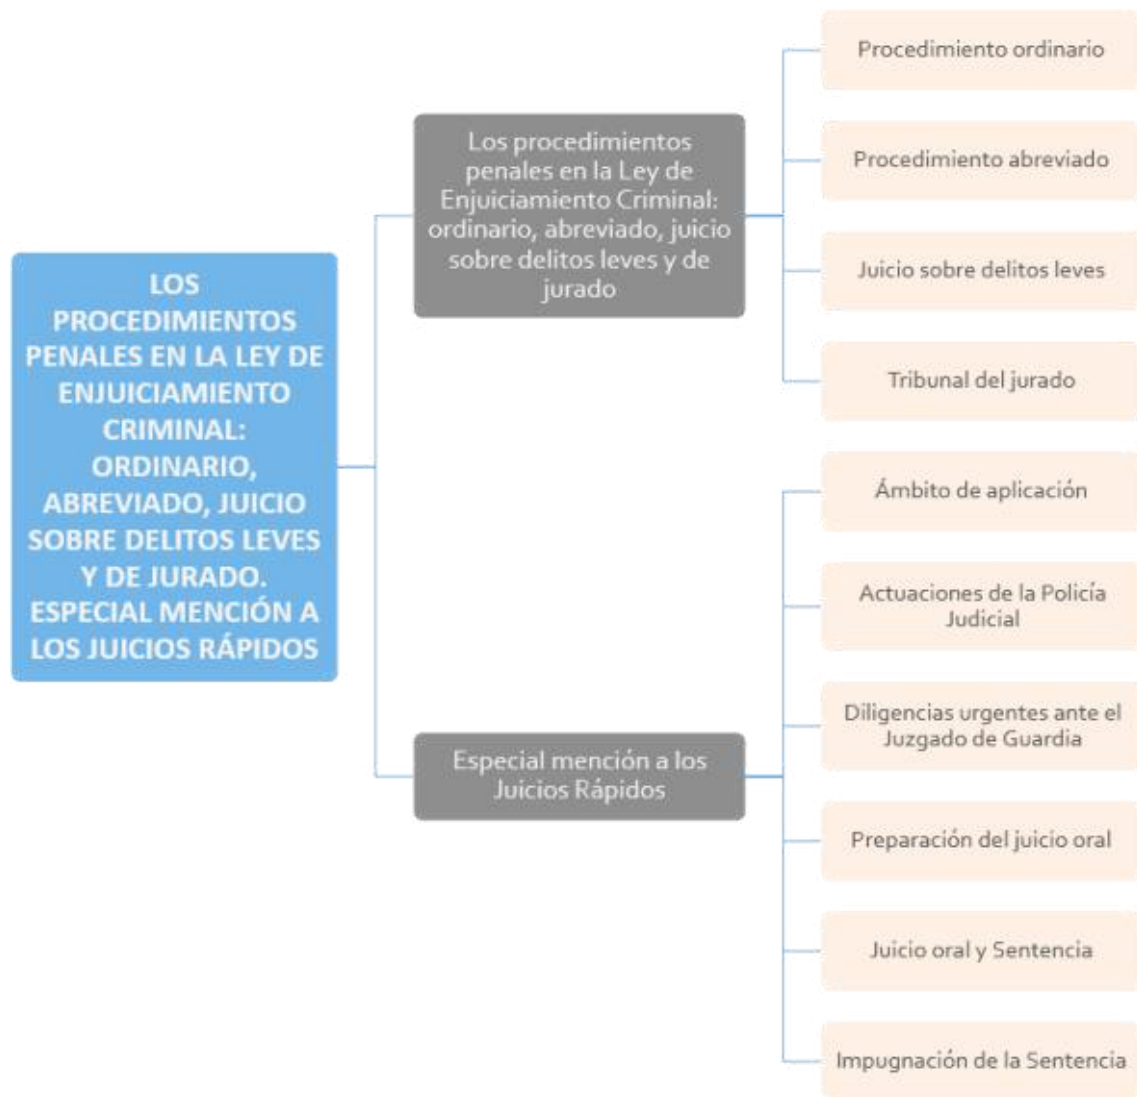 LOS
PROCEDIMIENTOS
PENALES EN LA LEY DE
ENJUICIAMIENTO
CRIMINAL:
ORDINARIO,
ABREVIADO, JUICIO
SOBRE DELITOS LEVES
Y DE JURADO.
ESPECIAL MENCIÓN A
LOS JUICIOS RÁPIDOS
Los procedimientos
penales en la Ley de
Enjuiciamiento Criminal:
ordinario, abreviado, juicio
sobre delitos leves y de
jurado
Procedimiento ordinario
Procedimiento abreviado
Juicio sobre delitos leves
Tribunal del jurado
Especial mención a los
Juicios Rápidos
Ámbito de aplicación
Actuaciones de la Policía
Judicial
Diligencias urgentes ante el
Juzgado de Guardia
Preparación del juicio oral
Juicio oral y Sentencia
Impugnación de la Sentencia